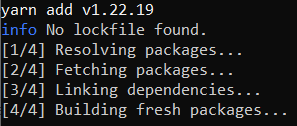 yarn add v1.22.19
info No lockfile found.
[1/4] Resolving packages...
[2/4] Fetching packages...
[3/4] Linking dependencies...
[4/4] Building fresh packages...